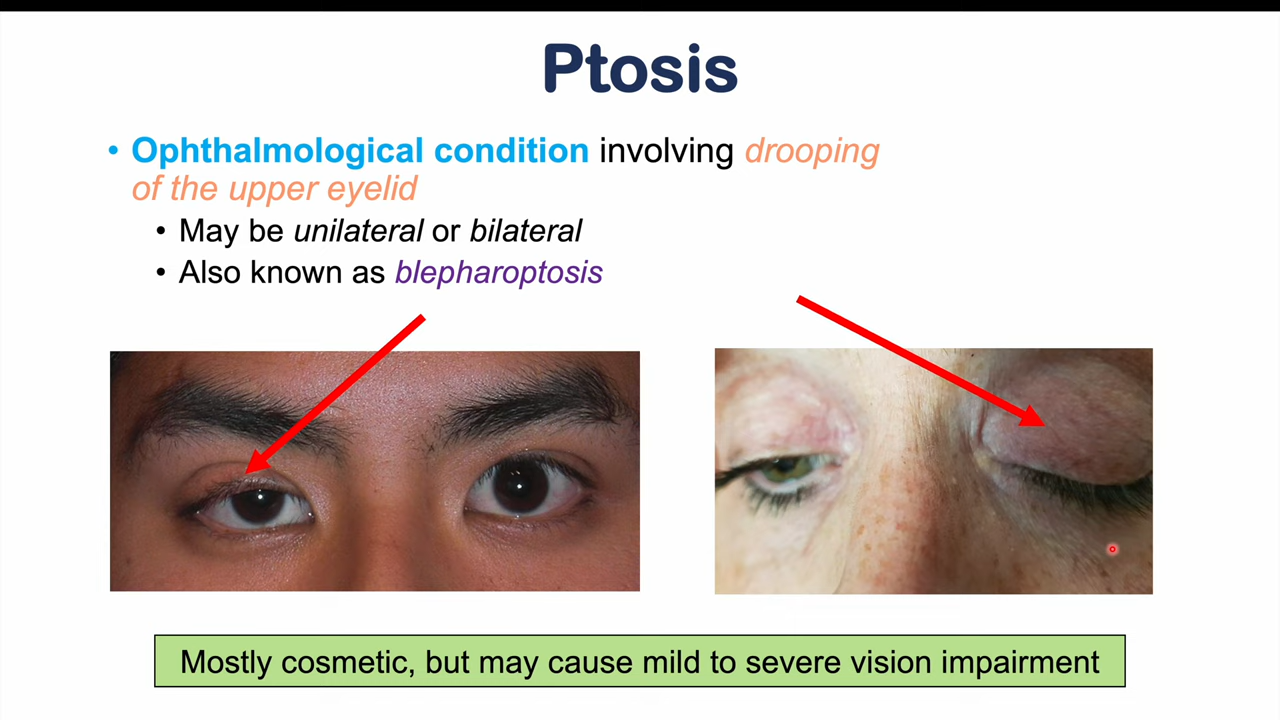 Ptosis
• Ophthalmological condition involving drooping
of the upper eyelid
• May be unilateral or bilateral
• Also known as blepharoptosis
Mostly cosmetic, but may cause mild to severe vision impairment